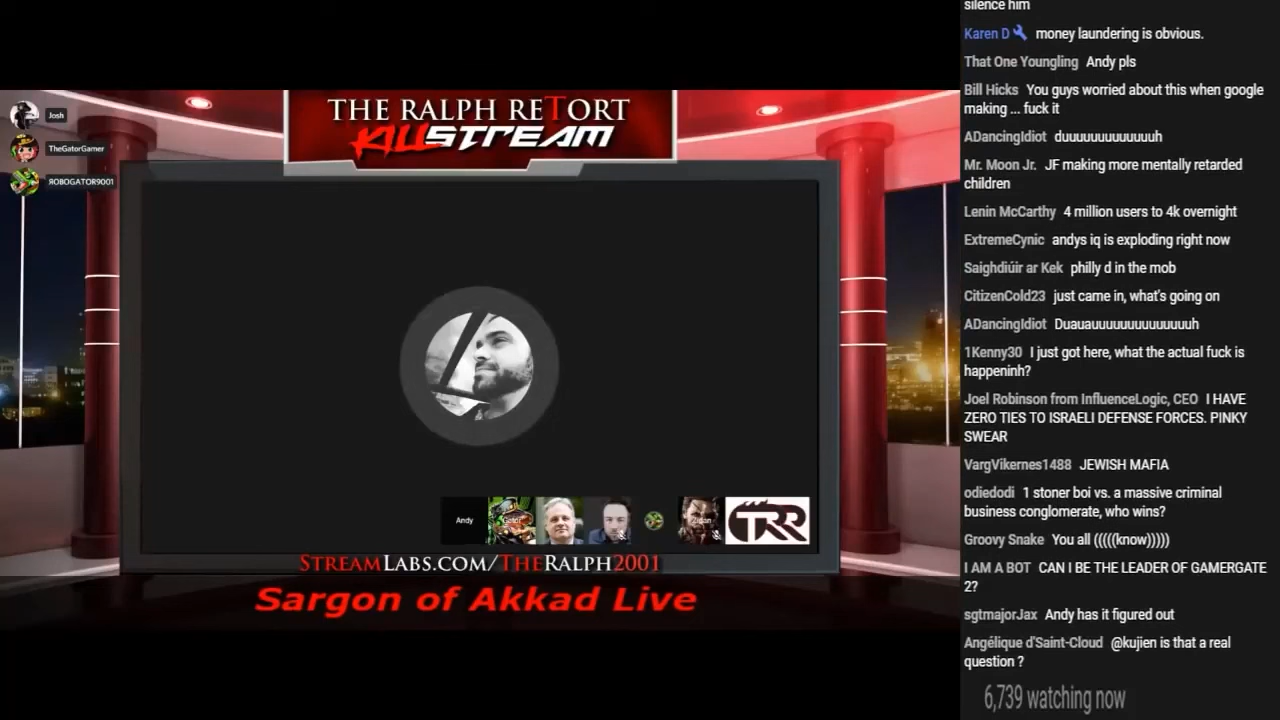 THE RALPH RETORT
KILLSTREAM
Josh
TheGatorGamer
ЯOBOGATOR9001
Andy
Gator
Zidan
TRR
STREAMLABS.COM/THERALPH2001
Sargon of Akkad Live
silence him
Karen D money laundering is obvious.
That One Youngling Andy pls
Bill Hicks You guys worried about this when google
making ... fuck it
ADancingIdiot duuuuuuuuuuuuh
Mr. Moon Jr. JF making more mentally retarded
children
Lenin McCarthy 4 million users to 4k overnight
ExtremeCynic andys iq is exploding right now
Saighdiúir ar Kek philly d in the mob
CitizenCold23 just came in, what's going on
ADancingIdiot Duauauuuuuuuuuuuuuh
1Kenny30 I just got here, what the actual fuck is
happeninh?
Joel Robinson from InfluenceLogic, CEO I HAVE
ZERO TIES TO ISRAELI DEFENSE FORCES. PINKY
SWEAR
VargVikernes1488 JEWISH MAFIA
odiedodi 1 stoner boi vs. a massive criminal
business conglomerate, who wins?
Groovy Snake You all (((((know)))))
I AM A BOT CAN I BE THE LEADER OF GAMERGATE
2?
sgtmajorJax Andy has it figured out
Angélique d'Saint-Cloud @kujien is that a real
question ?
6,739 watching now